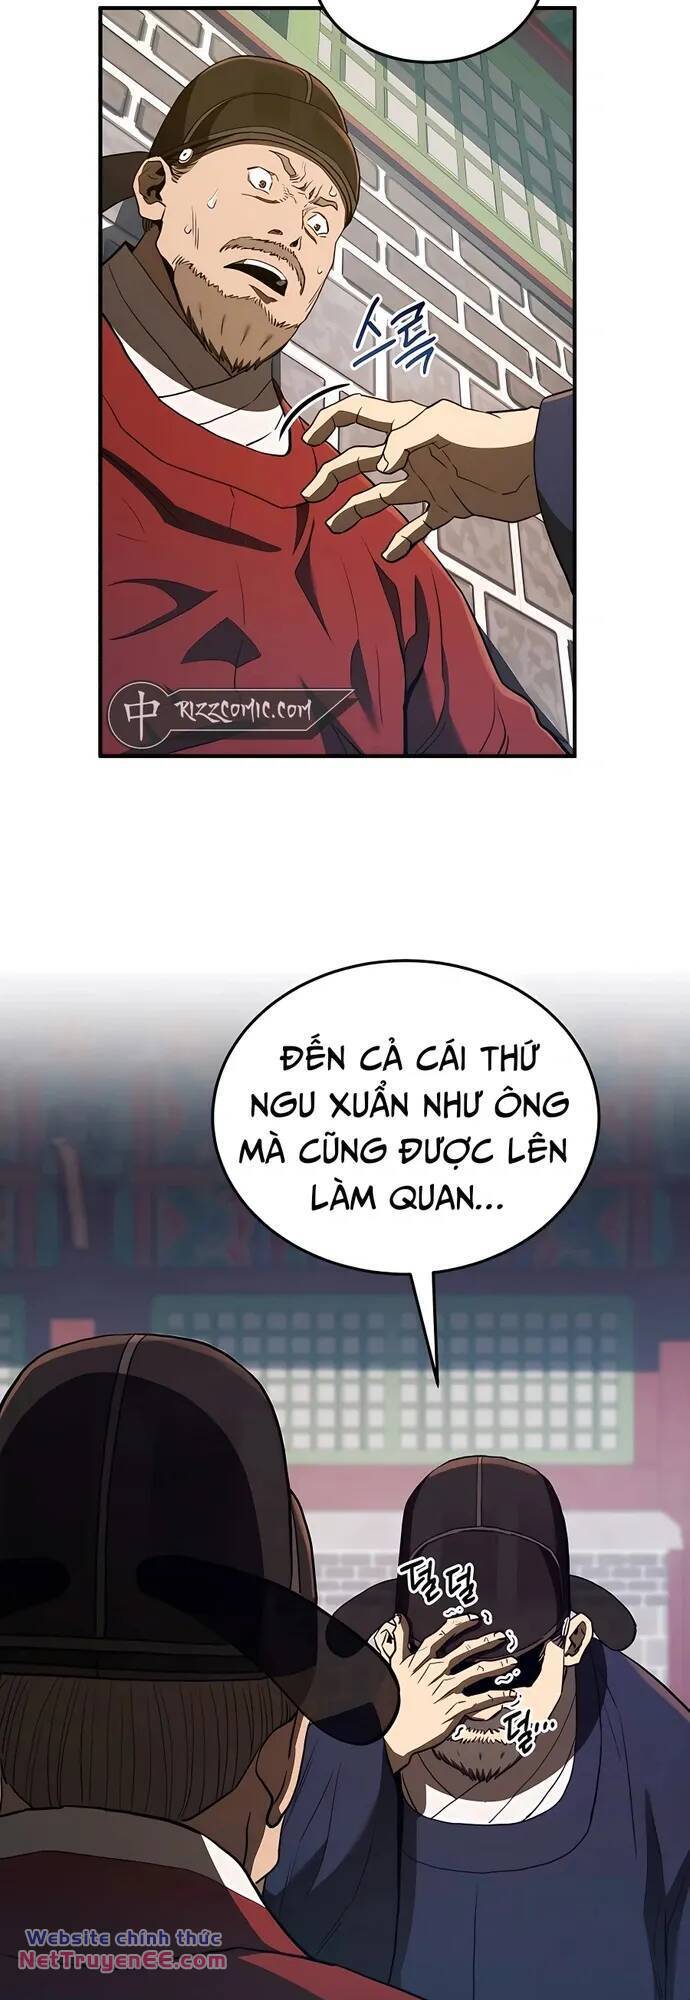 스륵
中 RIZZCOMIC.COM
ĐẾN CẢ CÁI THỨ
NGU XUẨN NHƯ ÔNG
MÀ CŨNG ĐƯỢC LÊN
LÀM QUAN...
덜덜
덜...
Website chính thức
NetTruyenEE.com